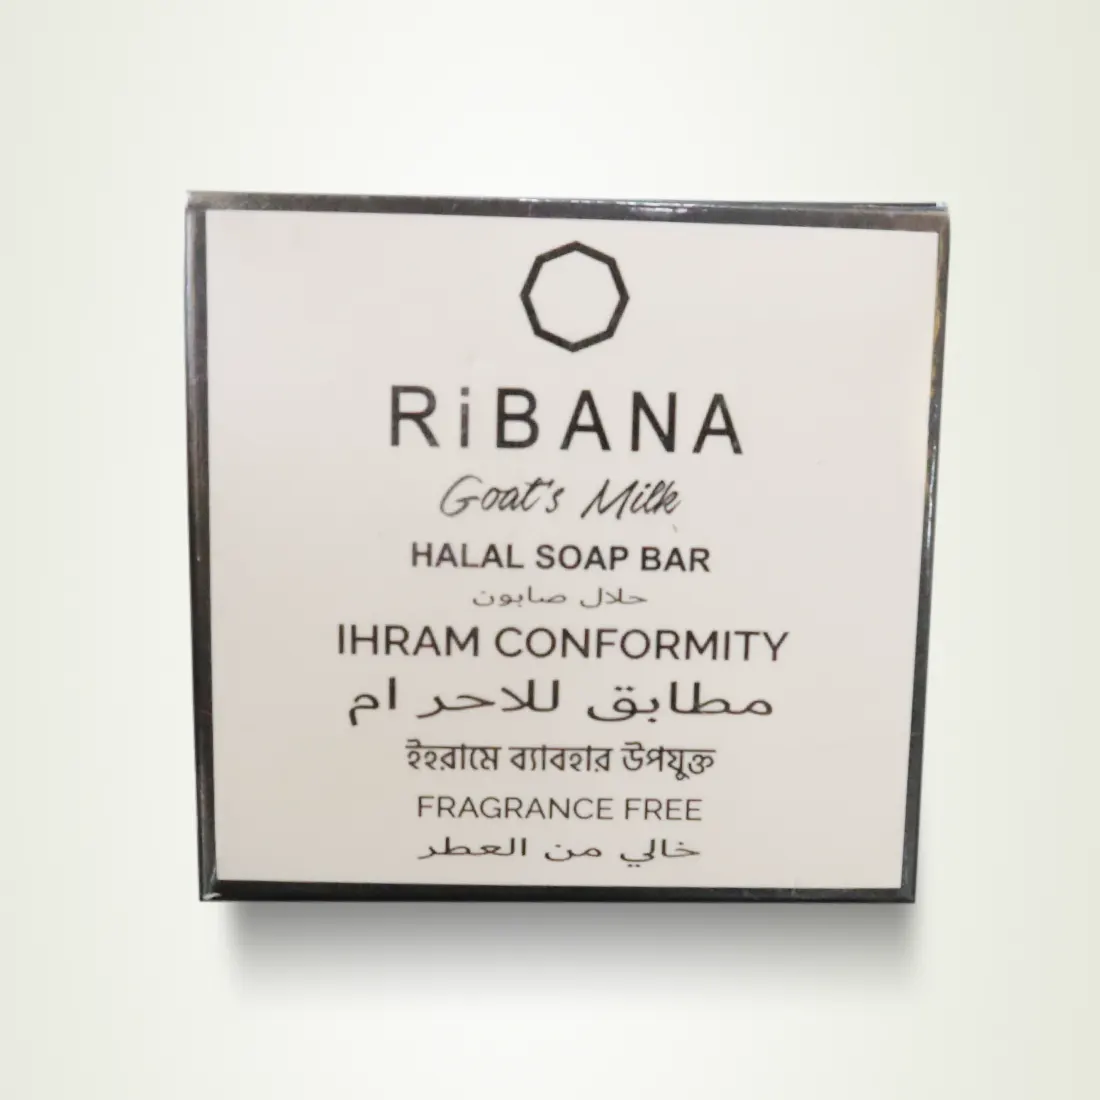 RiBANA
Goat's Milk
HALAL SOAP BAR
حلال صابون
IHRAM CONFORMITY
مطابق للاحرام
ইহরামে ব্যাবহার উপযুক্ত
FRAGRANCE FREE
خالي من العطر